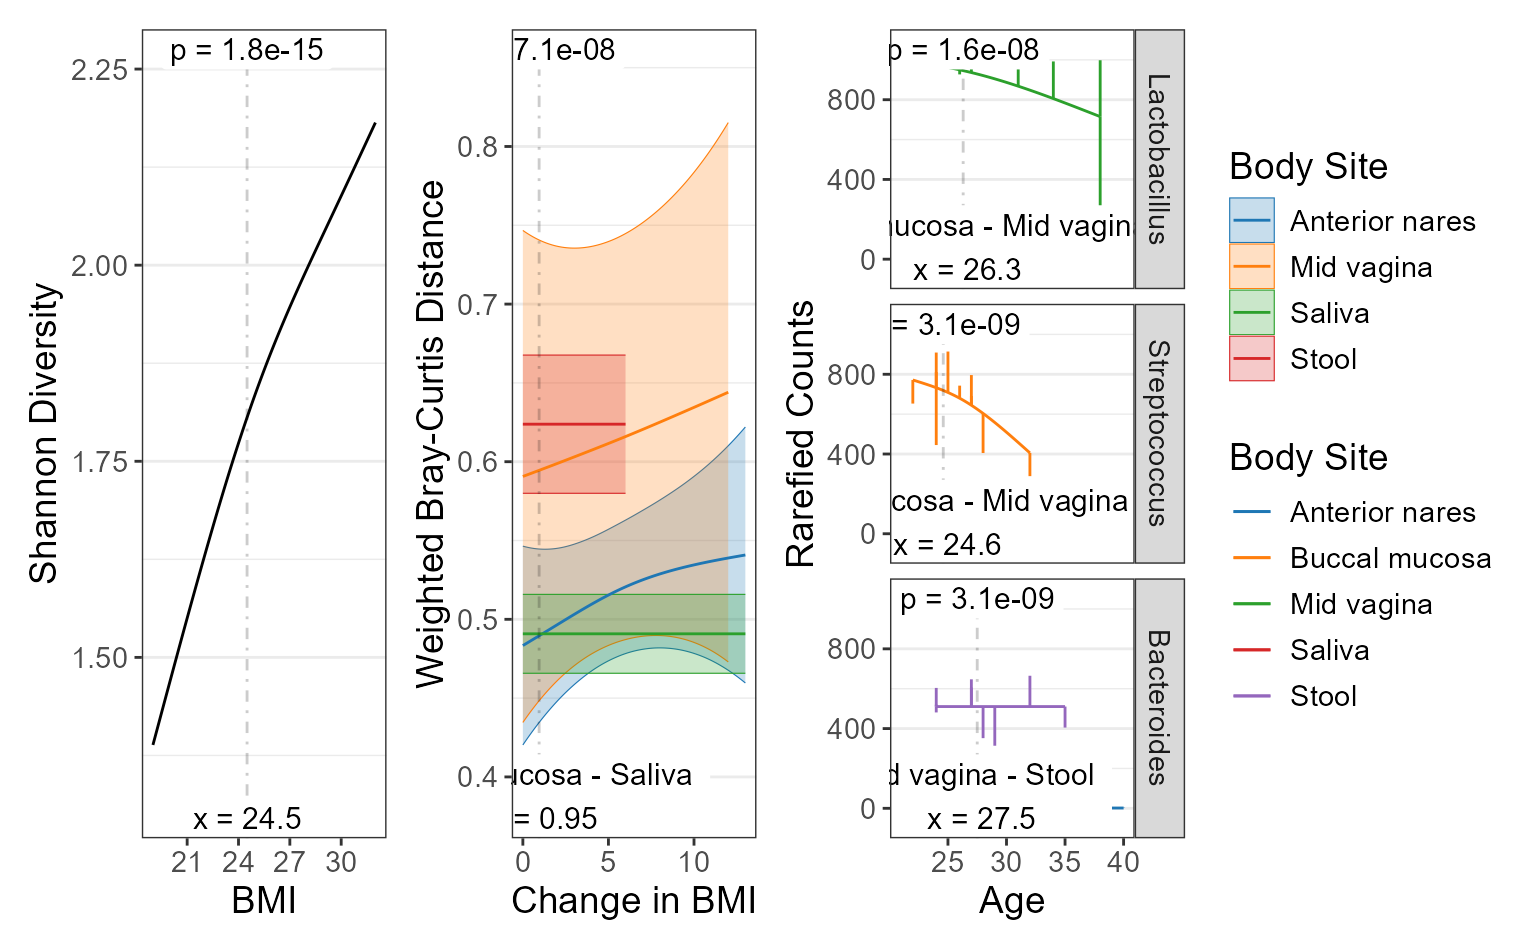 p = 1.8e-15
2.25
2.00
1.75
1.50
Shannon Diversity
x = 24.5
21 24 27 30
BMI
7.1e-08
0.8
0.7
0.6
0.5
0.4
Weighted Bray-Curtis Distance
ucosa - Saliva
= 0.95
0 5 10
Change in BMI
p = 1.6e-08
800
400
0
mucosa - Mid vagina
x = 26.3
Lactobacillus
= 3.1e-09
800
400
0
cosa - Mid vagina
x = 24.6
Streptococcus
Rarefied Counts
p = 3.1e-09
800
400
0
d vagina - Stool
x = 27.5
Bacteroides
25 30 35 40
Age
Body Site
Anterior nares
Mid vagina
Saliva
Stool
Body Site
Anterior nares
Buccal mucosa
Mid vagina
Saliva
Stool